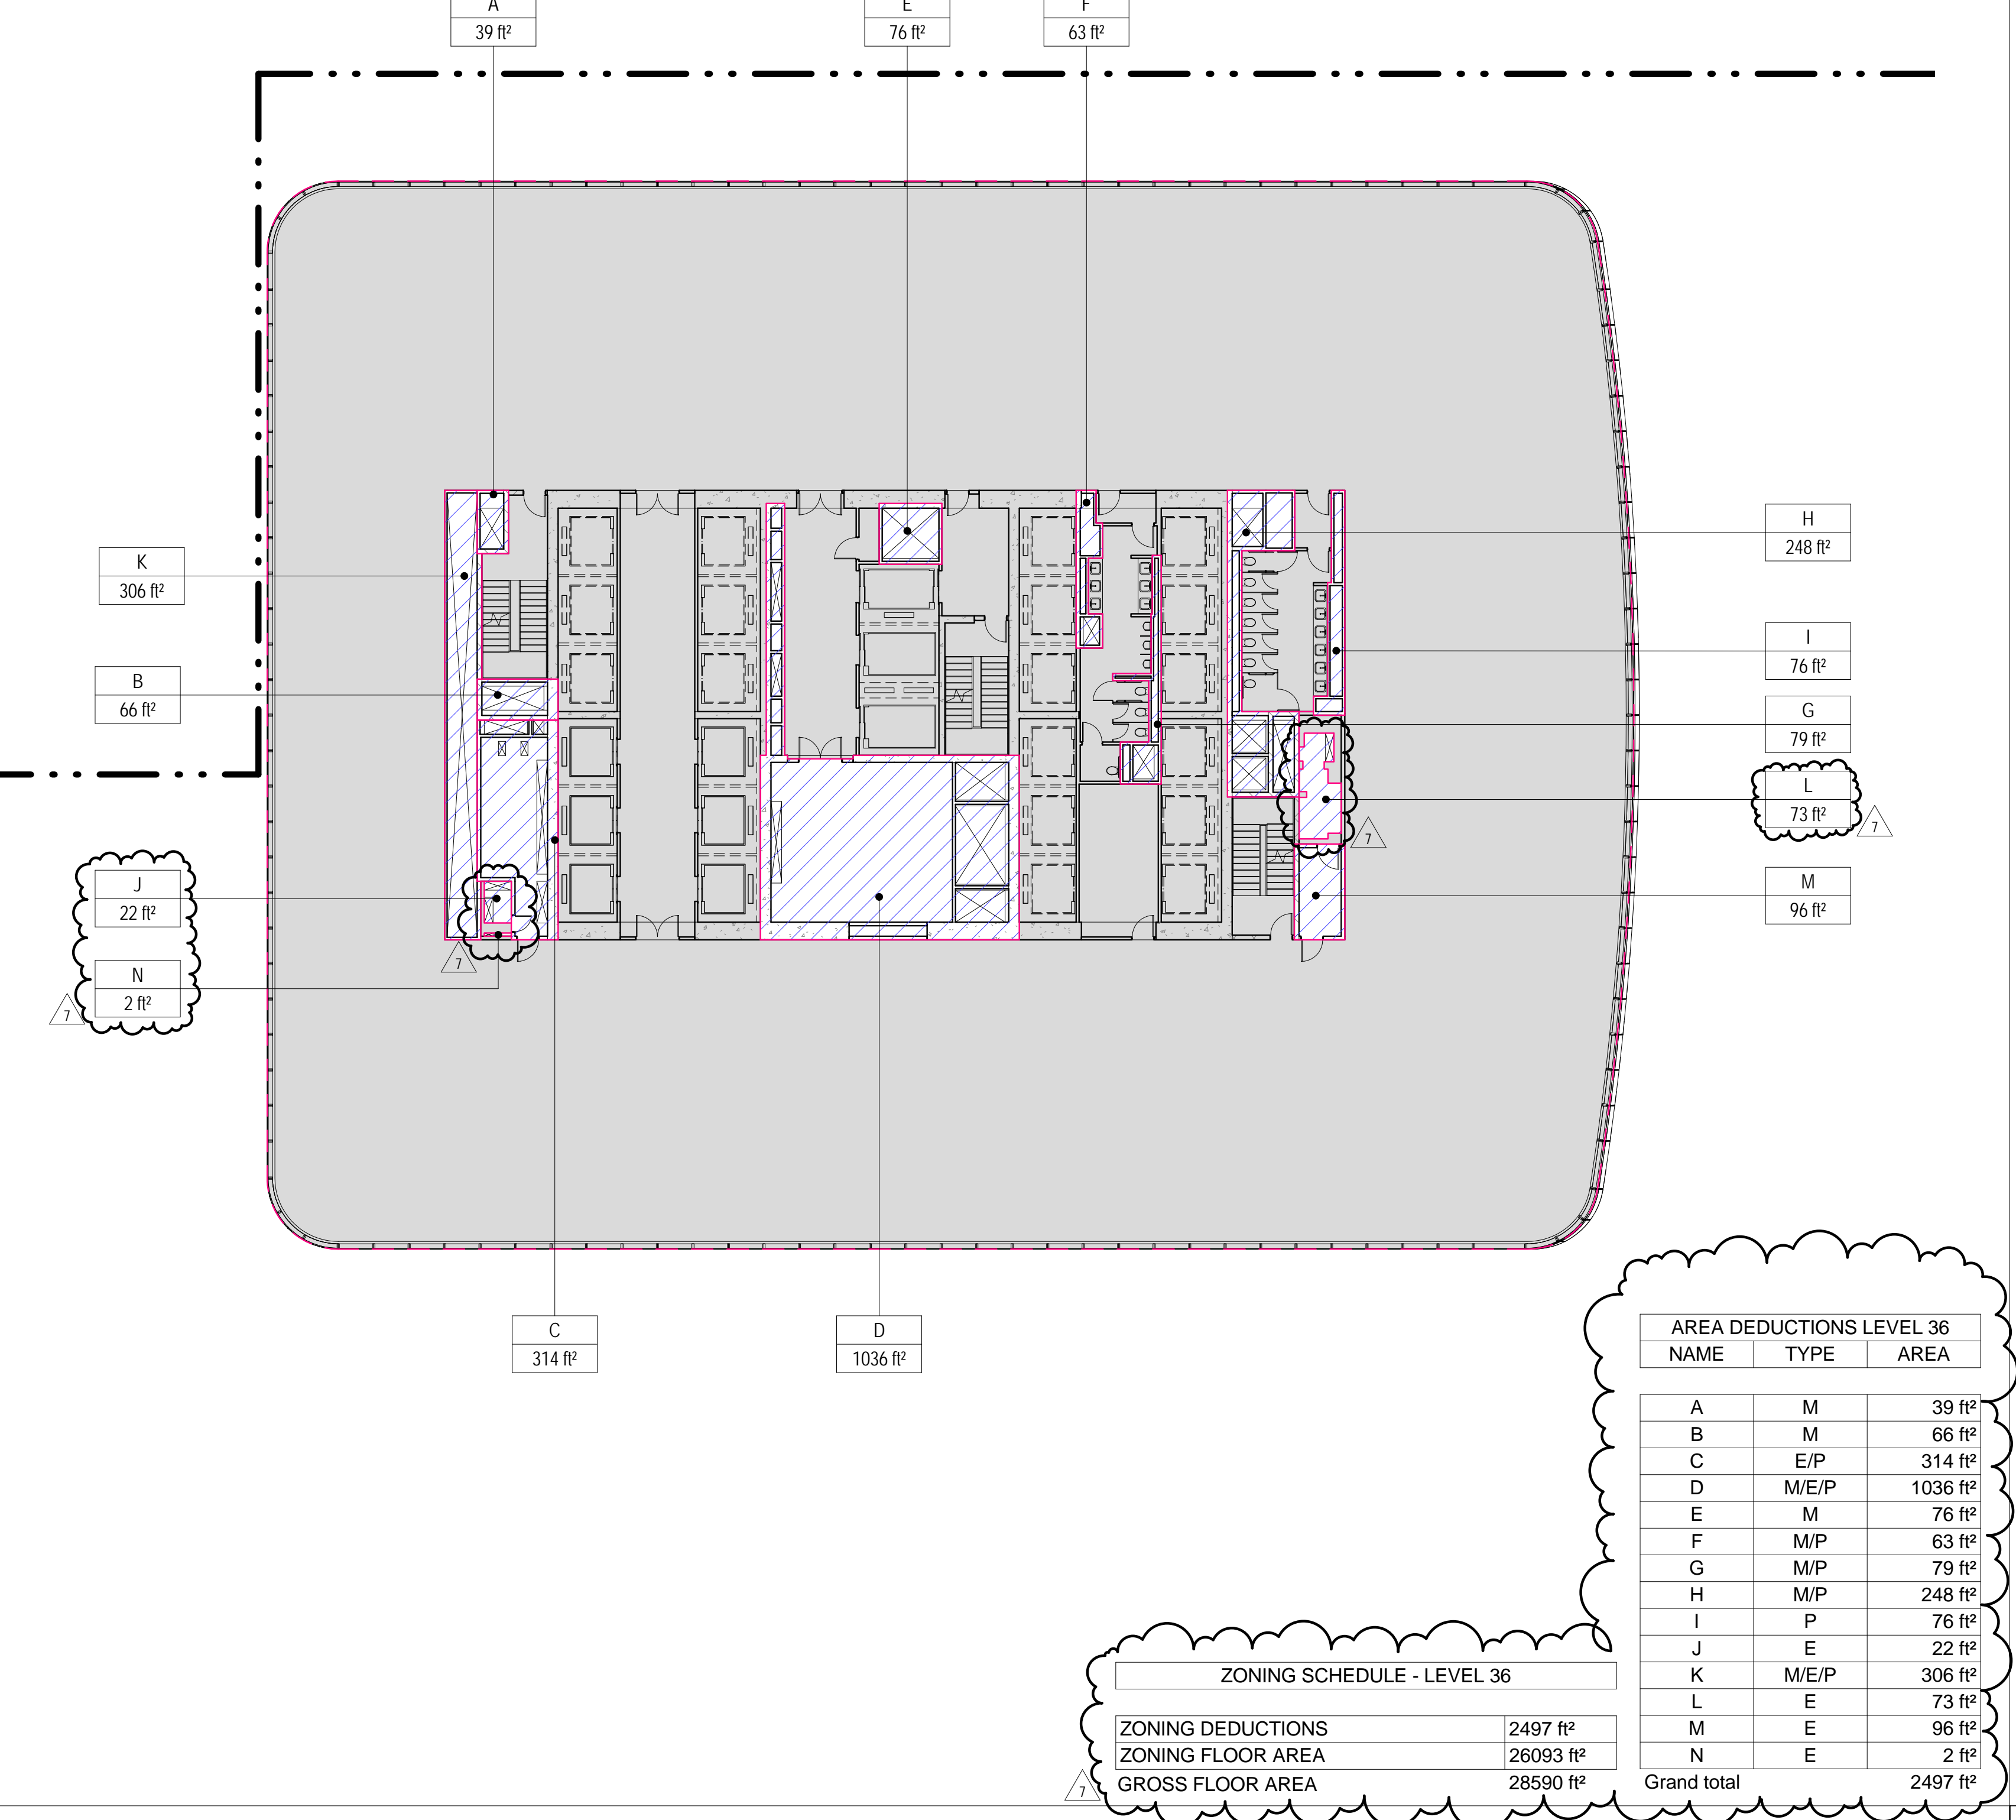 A
39 ft²
E
76 ft²
F
63 ft²
K
306 ft²
B
66 ft²
J
22 ft²
N
2 ft²
7
7
H
248 ft²
I
76 ft²
G
79 ft²
L
73 ft²
7
7
M
96 ft²
C
314 ft²
D
1036 ft²
AREA DEDUCTIONS LEVEL 36
NAME TYPE AREA
A M 39 ft²
B M 66 ft²
C E/P 314 ft²
D M/E/P 1036 ft²
E M 76 ft²
F M/P 63 ft²
G M/P 79 ft²
H M/P 248 ft²
I P 76 ft²
J E 22 ft²
K M/E/P 306 ft²
L E 73 ft²
M E 96 ft²
N E 2 ft²
Grand total 2497 ft²
ZONING SCHEDULE - LEVEL 36
ZONING DEDUCTIONS 2497 ft²
ZONING FLOOR AREA 26093 ft²
GROSS FLOOR AREA 28590 ft²
7